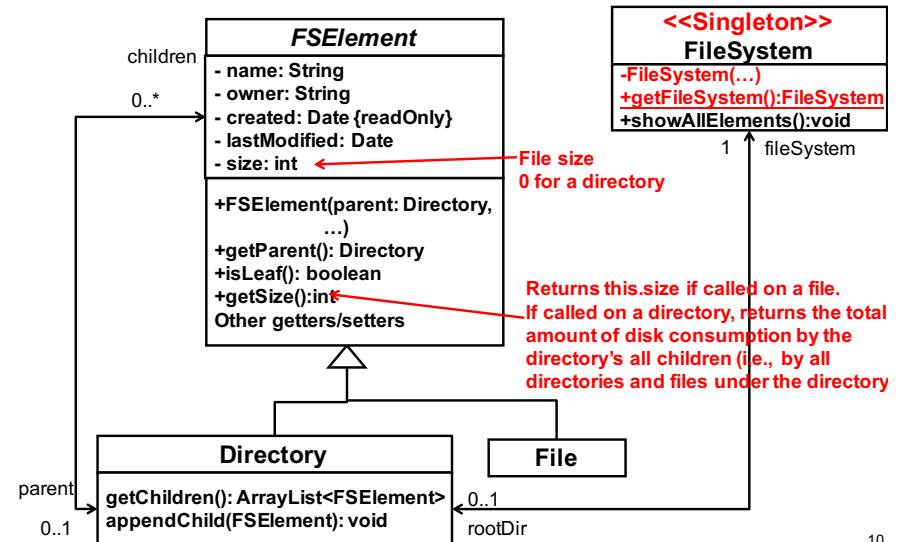 FSElement
children
- name: String
- owner: String
- created: Date {readOnly}
- lastModified: Date
- size: int
0..*
+FSElement(parent: Directory,
…)
+getParent(): Directory
+isLeaf(): boolean
+getSize():int
Other getters/setters
<<Singleton>>
FileSystem
-FileSystem(…)
+getFileSystem():FileSystem
+showAllElements():void
1
fileSystem
File size
0 for a directory
Returns this.size if called on a file.
If called on a directory, returns the total
amount of disk consumption by the
directory's all children (i.e., by all
directories and files under the directory
Directory
getChildren(): ArrayList<FSElement>
appendChild(FSElement): void
File
parent
0..1
0..1
rootDir
10